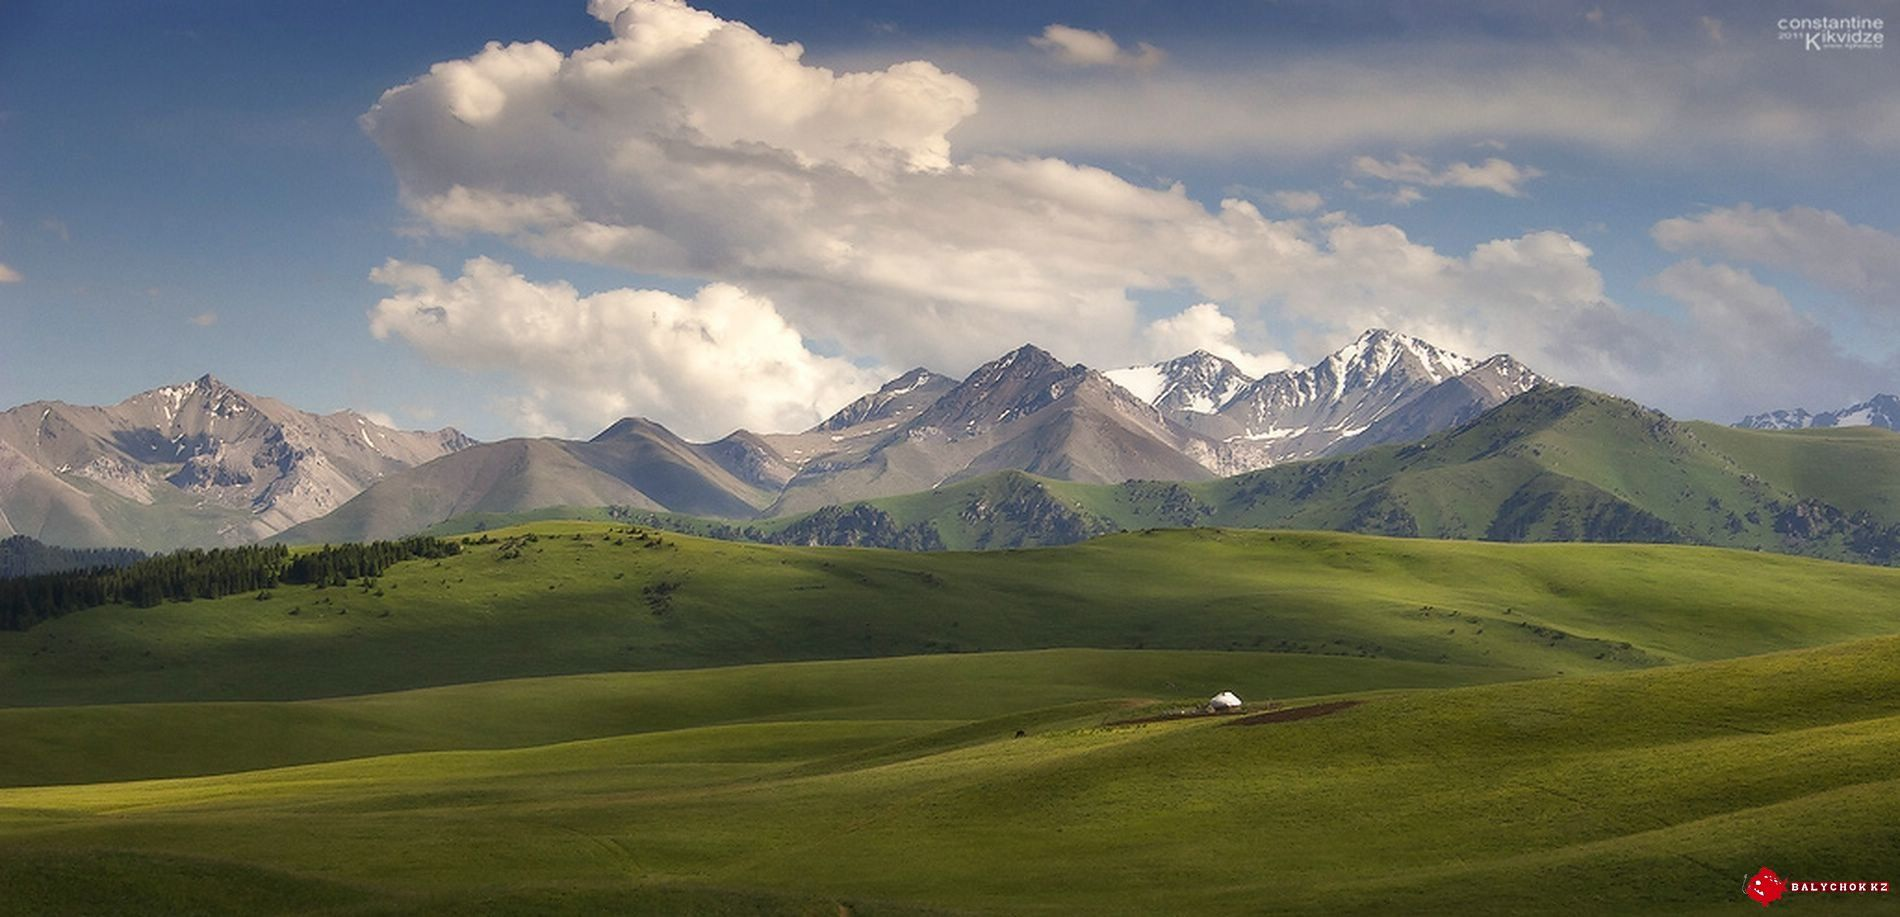 constantine
2011 Kikvidze
BALYCHOK KZ